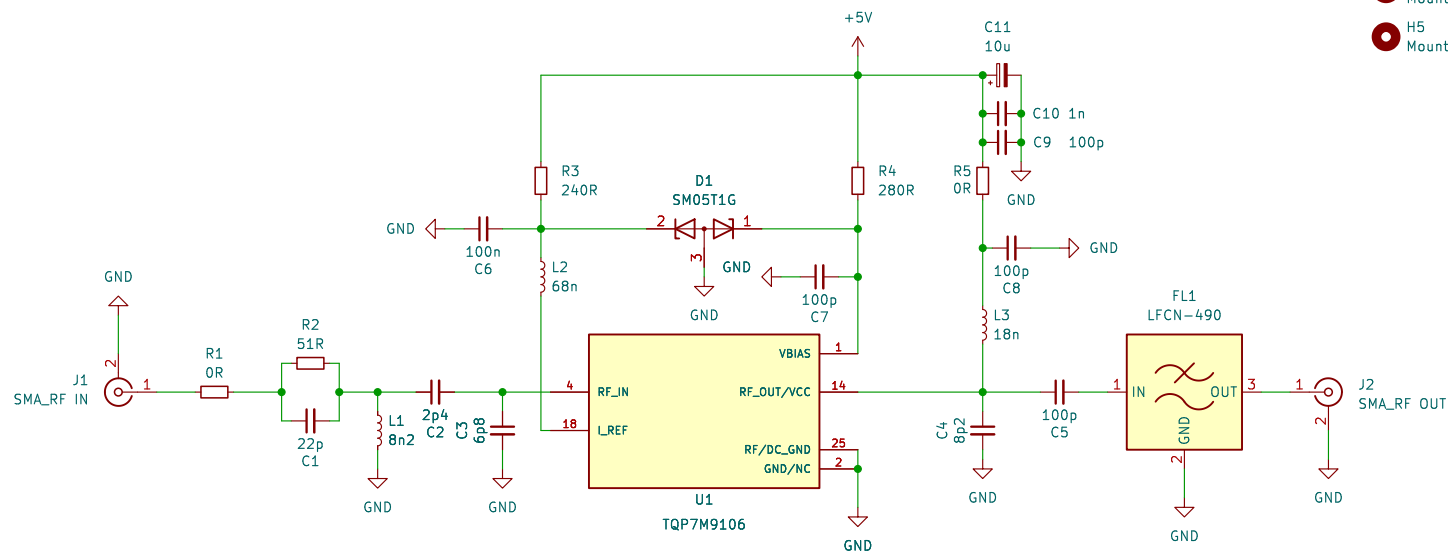 Mount
H5
Mount
+5V
C11
10u
C10 1n
C9 100p
R3
240R
D1
SM05T1G
R4
280R
R5
0R
GND
2
1
3
GND
100n
C6
L2
68n
GND
GND
100p
C7
100p
C8
GND
GND
L3
18n
FL1
LFCN-490
R2
51R
R1
0R
2
J1
SMA_RF IN
1
22p
C1
L1
8n2
2p4
C2
C3
6p8
GND
GND
4
RF_IN
18
I_REF
VBIAS
1
RF_OUT/VCC
14
RF/DC_GND
25
GND/NC
2
U1
TQP7M9106
GND
C4
8p2
GND
100p
C5
1
IN
OUT
3
GND
2
GND
1
J2
SMA_RF OUT
2
GND